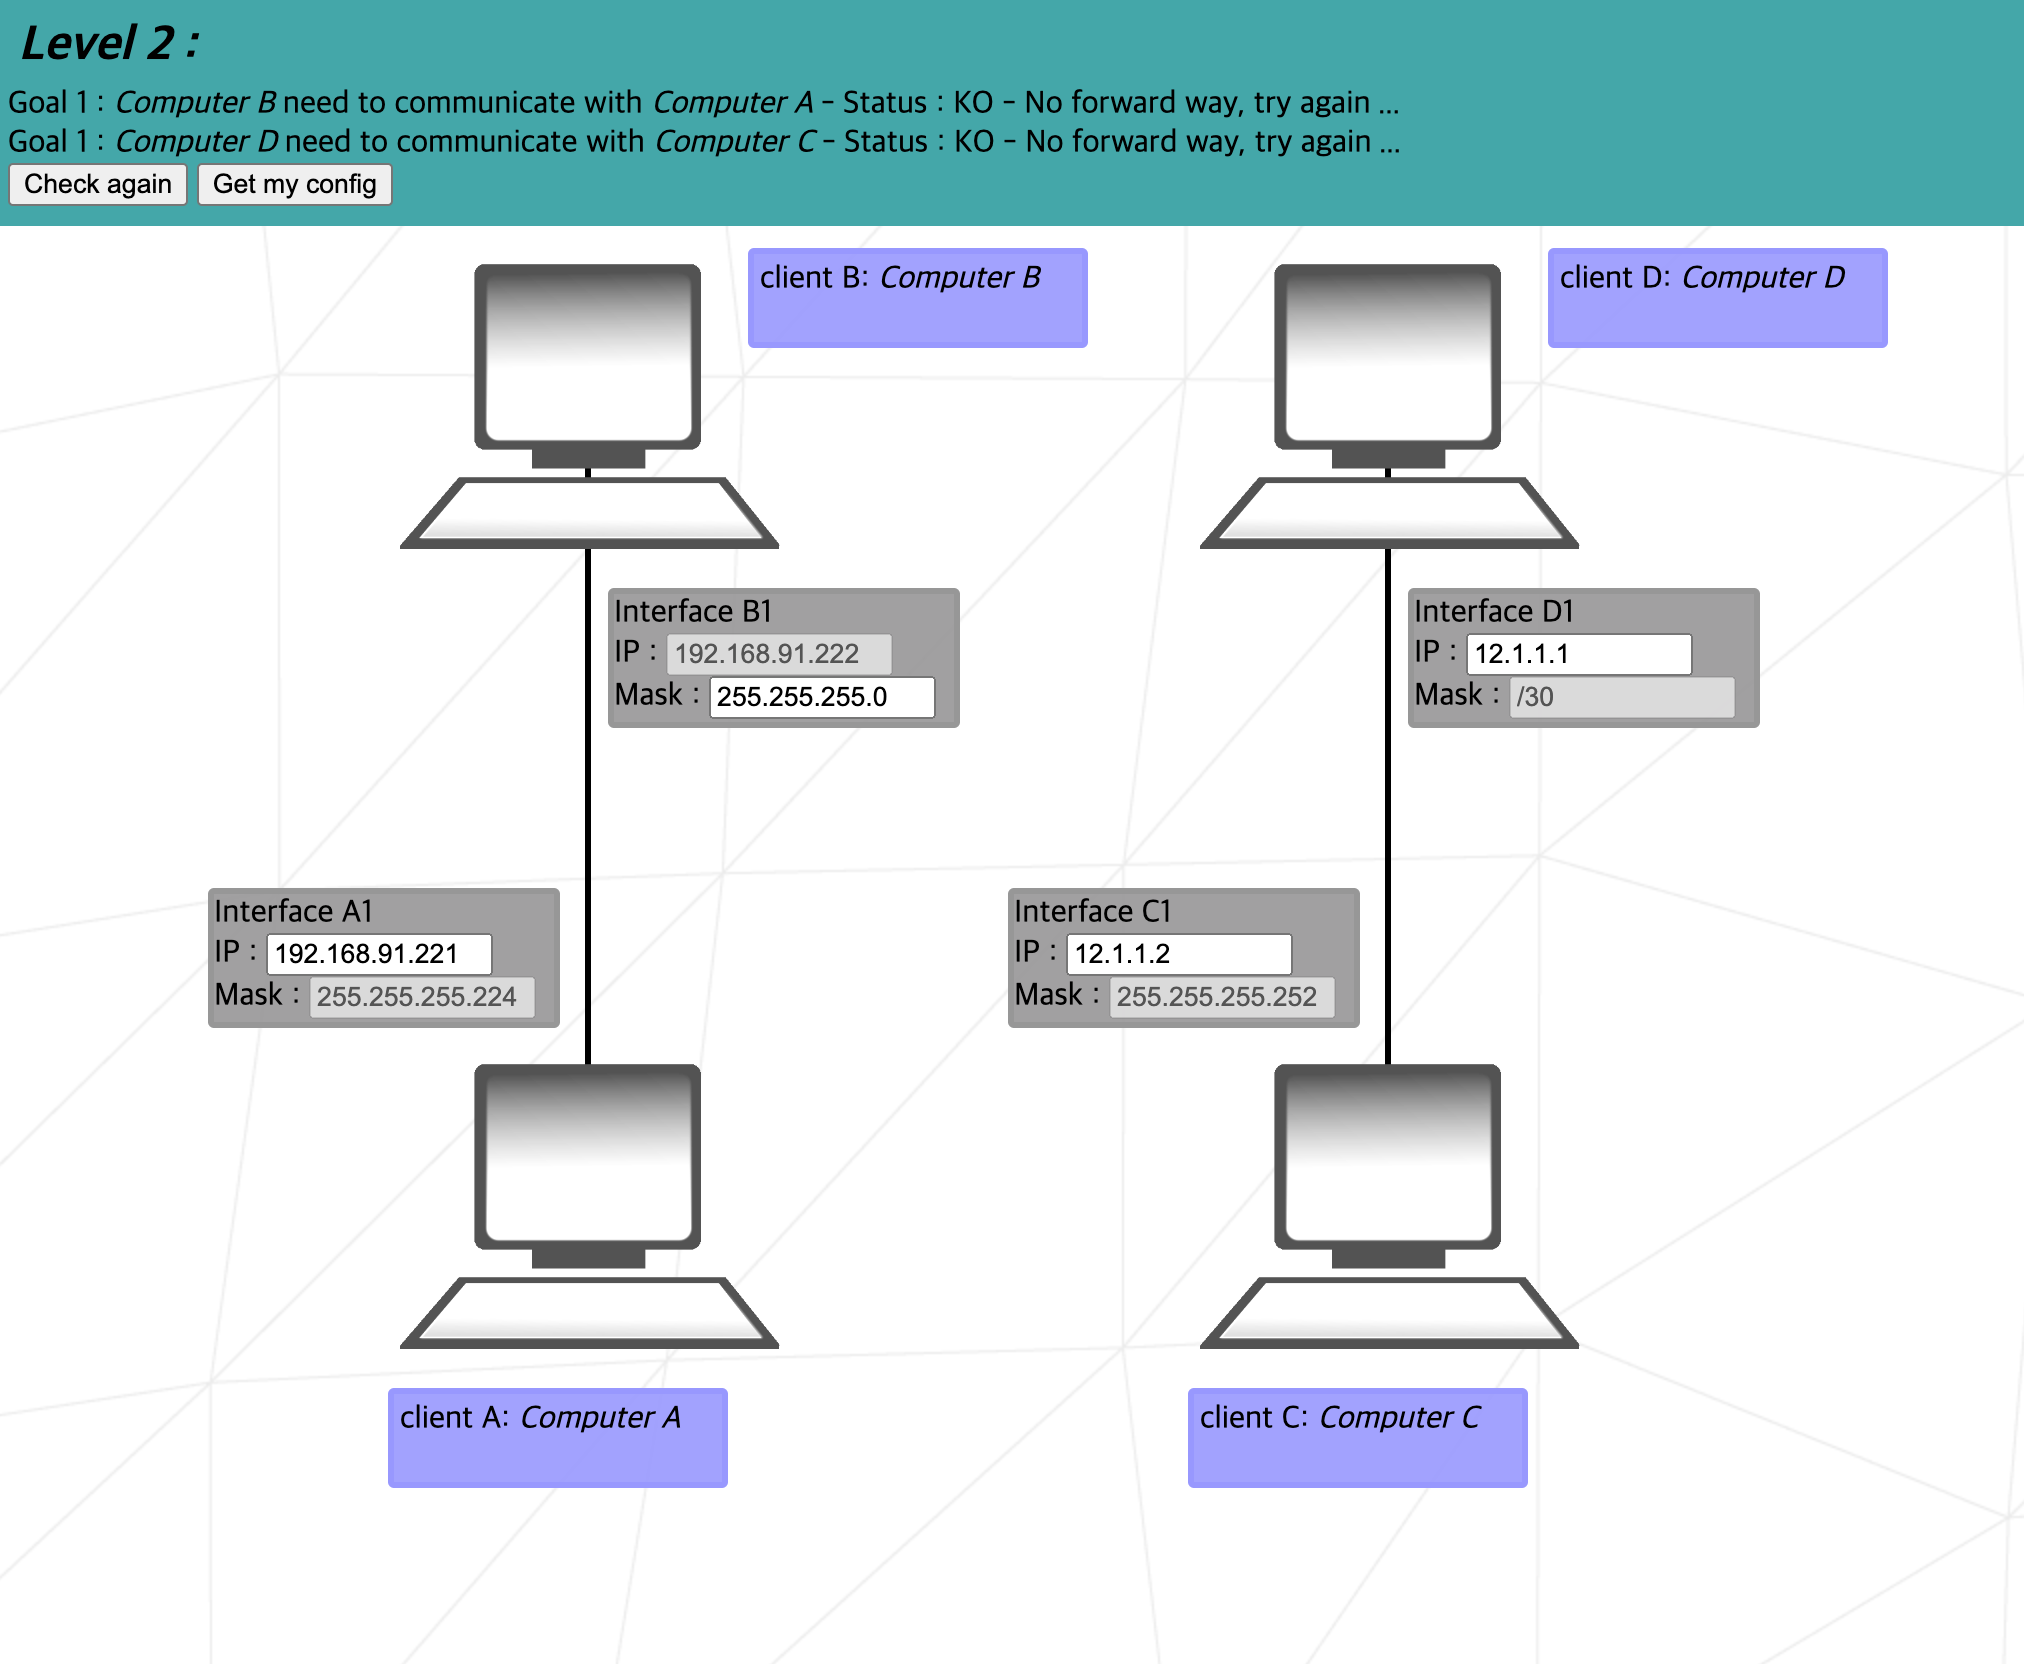 Level 2 :
Goal 1 : Computer B need to communicate with Computer A - Status : KO - No forward way, try again ...
Goal 1 : Computer D need to communicate with Computer C - Status : KO - No forward way, try again ...
Check again Get my config
client B: Computer B
client D: Computer D
Interface B1
IP : 192.168.91.222
Mask : 255.255.255.0
Interface D1
IP : 12.1.1.1
Mask : /30
Interface A1
IP : 192.168.91.221
Mask : 255.255.255.224
Interface C1
IP : 12.1.1.2
Mask : 255.255.255.252
client A: Computer A
client C: Computer C